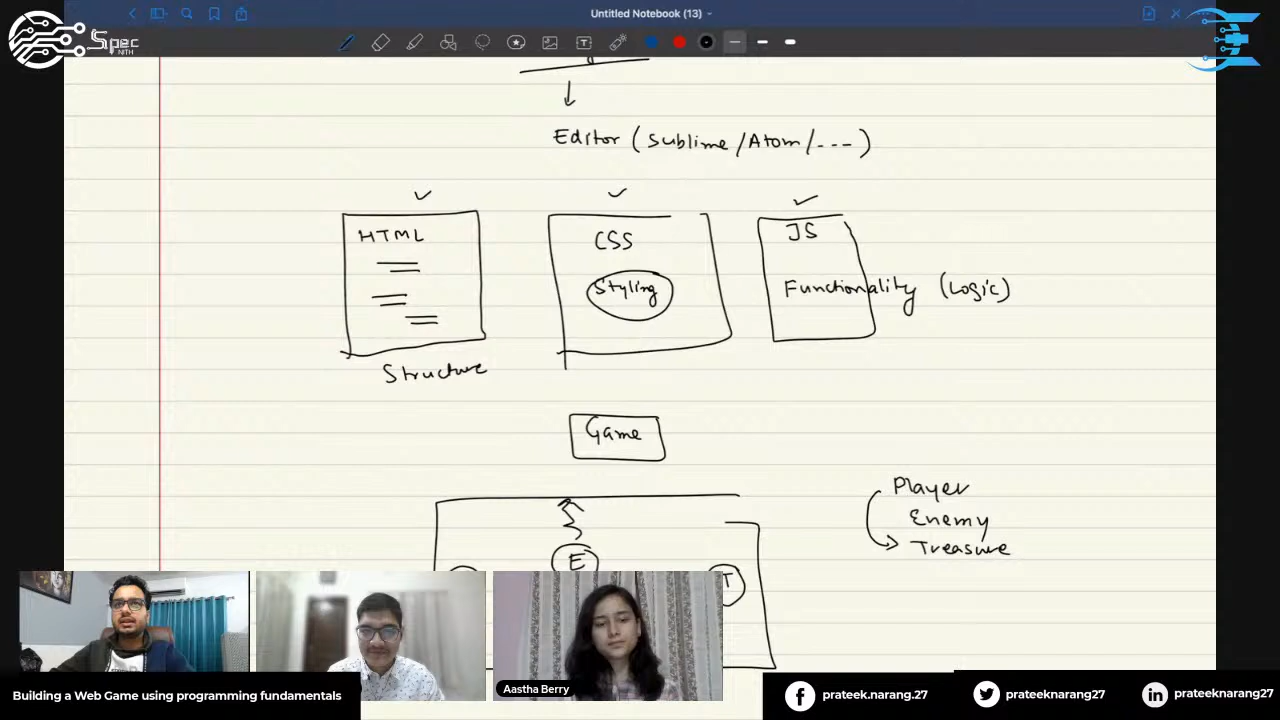 Untitled Notebook (13)
Spec
NITH
T
Editor (Sublime/Atom/---)
HTML
CSS
JS
Styling
Functionality (Logic)
Structure
Game
Player
Enemy
Treasure
E
T
Aastha Berry
Building a Web Game using programming fundamentals
prateek.narang.27
prateeknarang27
prateeknarang27